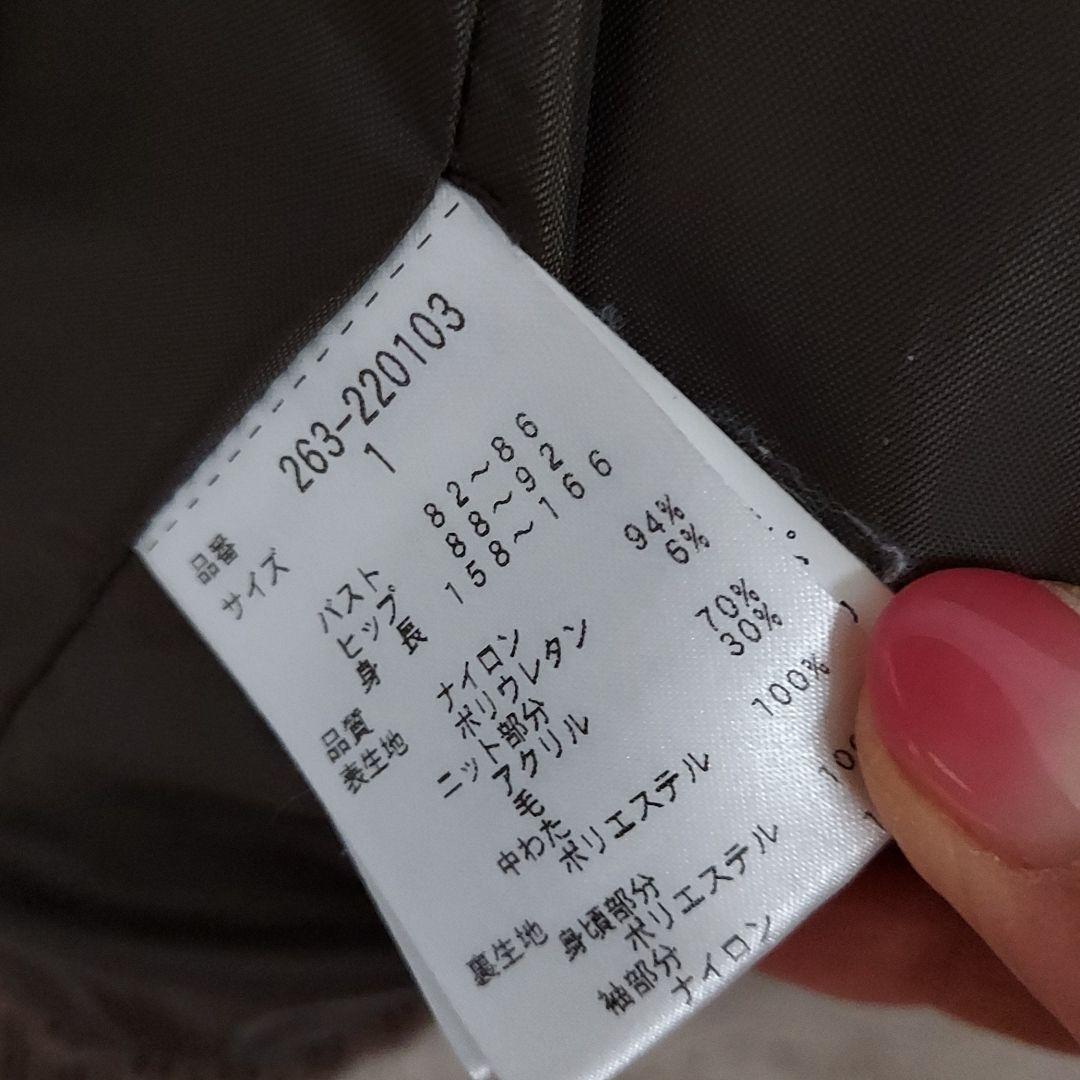 品番 263-220103
サイズ 1
バスト 82～86
ヒップ 88～92
身長 158～166
品質
表生地 ナイロン 94%
ポリウレタン 6%
ニット部分
アクリル 70%
毛 30%
中わた
ポリエステル 100%
裏生地 身頃部分
ポリエステル
袖部分
ナイロン